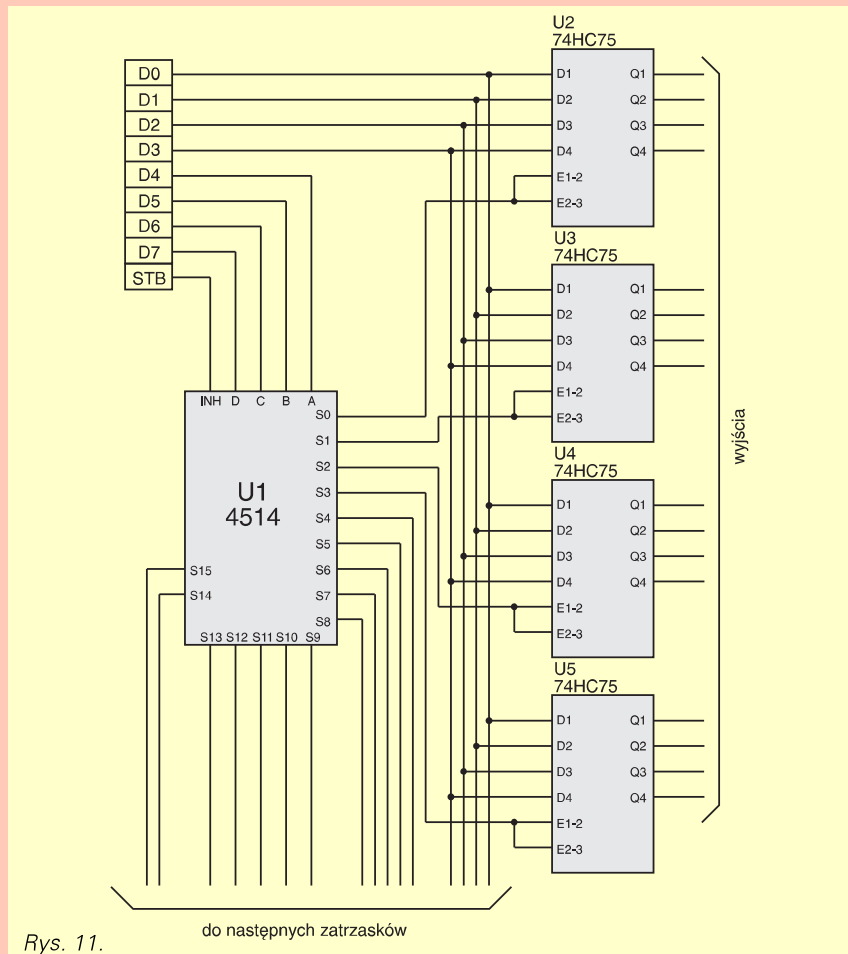 D0
D1
D2
D3
D4
D5
D6
D7
STB
INH D C B A
U1
4514
S0
S1
S2
S3
S4
S5
S6
S7
S8
S15
S14
S13 S12 S11 S10 S9
U2
74HC75
D1 Q1
D2 Q2
D3 Q3
D4 Q4
E1-2
E2-3
U3
74HC75
D1 Q1
D2 Q2
D3 Q3
D4 Q4
E1-2
E2-3
U4
74HC75
D1 Q1
D2 Q2
D3 Q3
D4 Q4
E1-2
E2-3
U5
74HC75
D1 Q1
D2 Q2
D3 Q3
D4 Q4
E1-2
E2-3
wyjścia
do następnych zatrzasków
Rys. 11.